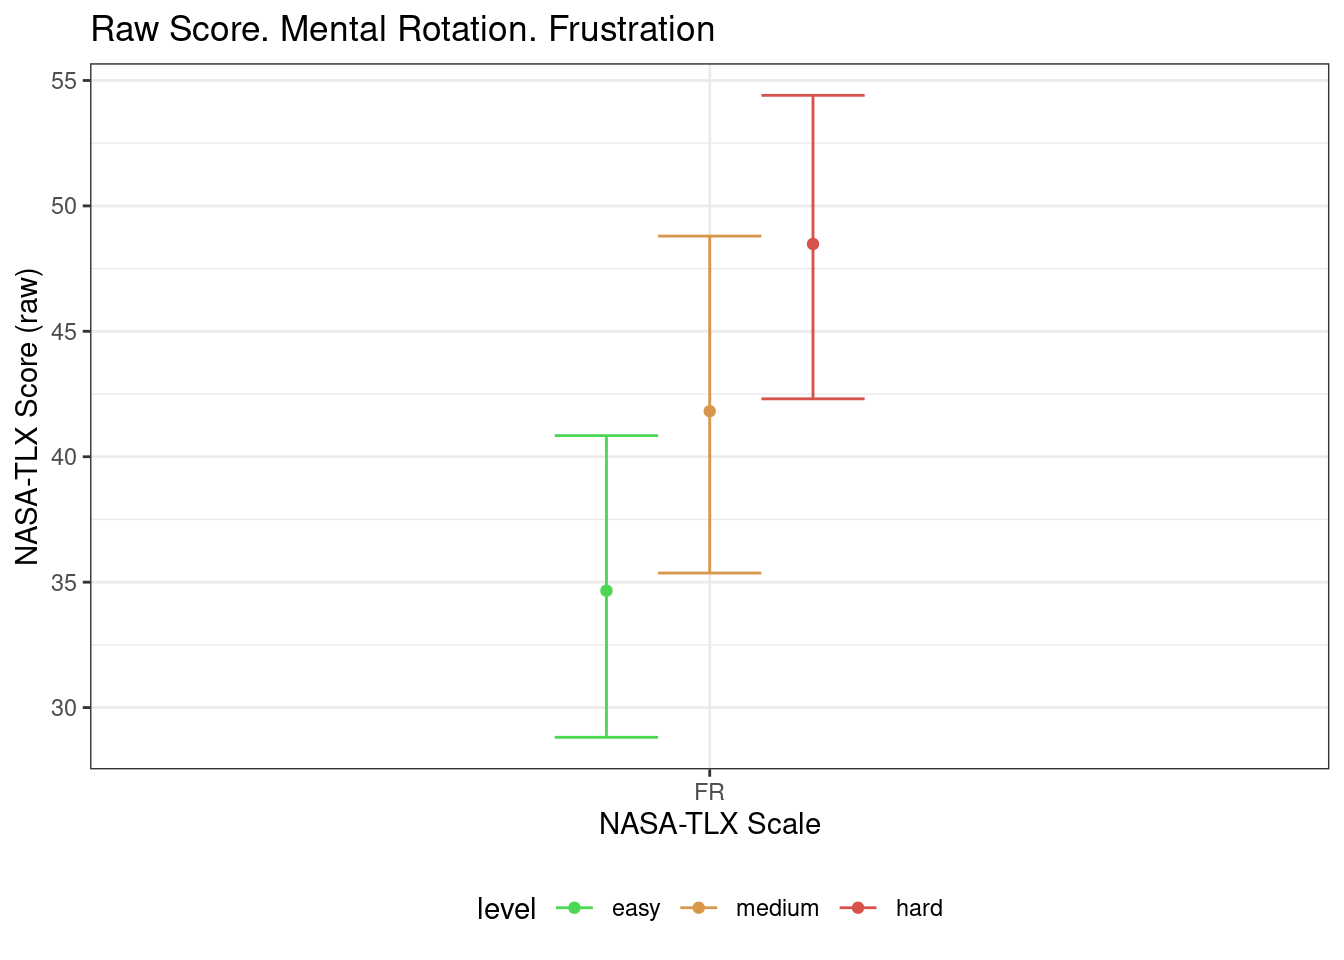 Raw Score. Mental Rotation. Frustration
NASA-TLX Score (raw)
55
50
45
40
35
30
FR
NASA-TLX Scale
level easy medium hard